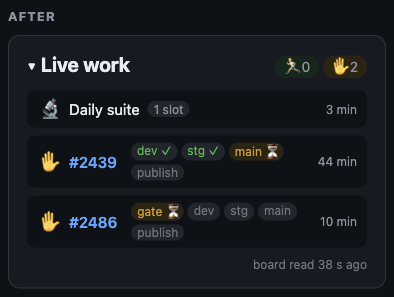 AFTER
▾ Live work 🏃0 ✋2
🔬 Daily suite 1 slot 3 min
✋ #2439 dev ✓ stg ✓ main ⏳ 44 min
publish
✋ #2486 gate ⏳ dev stg main 10 min
publish
board read 38 s ago